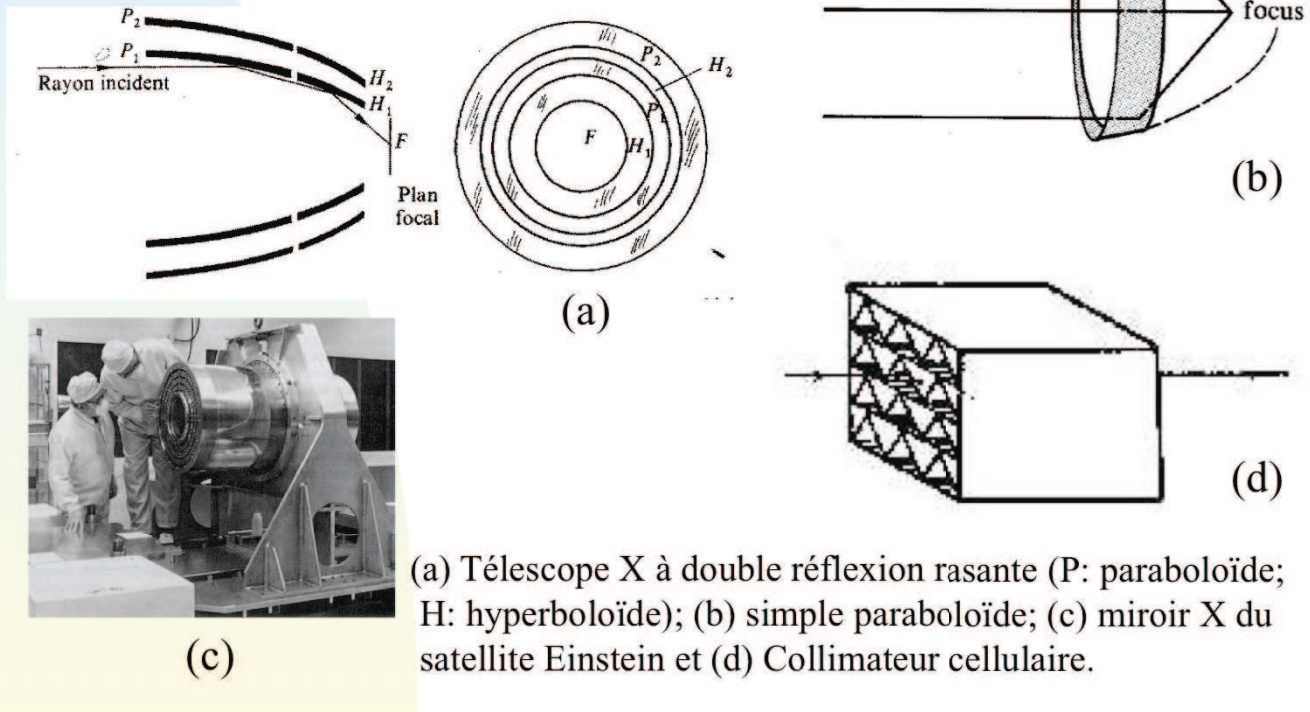 P₂
P₁
Rayon incident
H₂
H₁
F
Plan
focal
P₂
H₂
P₁
F
H₁
(a)
focus
(b)
(c)
(d)
(a) Télescope X à double réflexion rasante (P: paraboloïde;
H: hyperboloïde); (b) simple paraboloïde; (c) miroir X du
satellite Einstein et (d) Collimateur cellulaire.